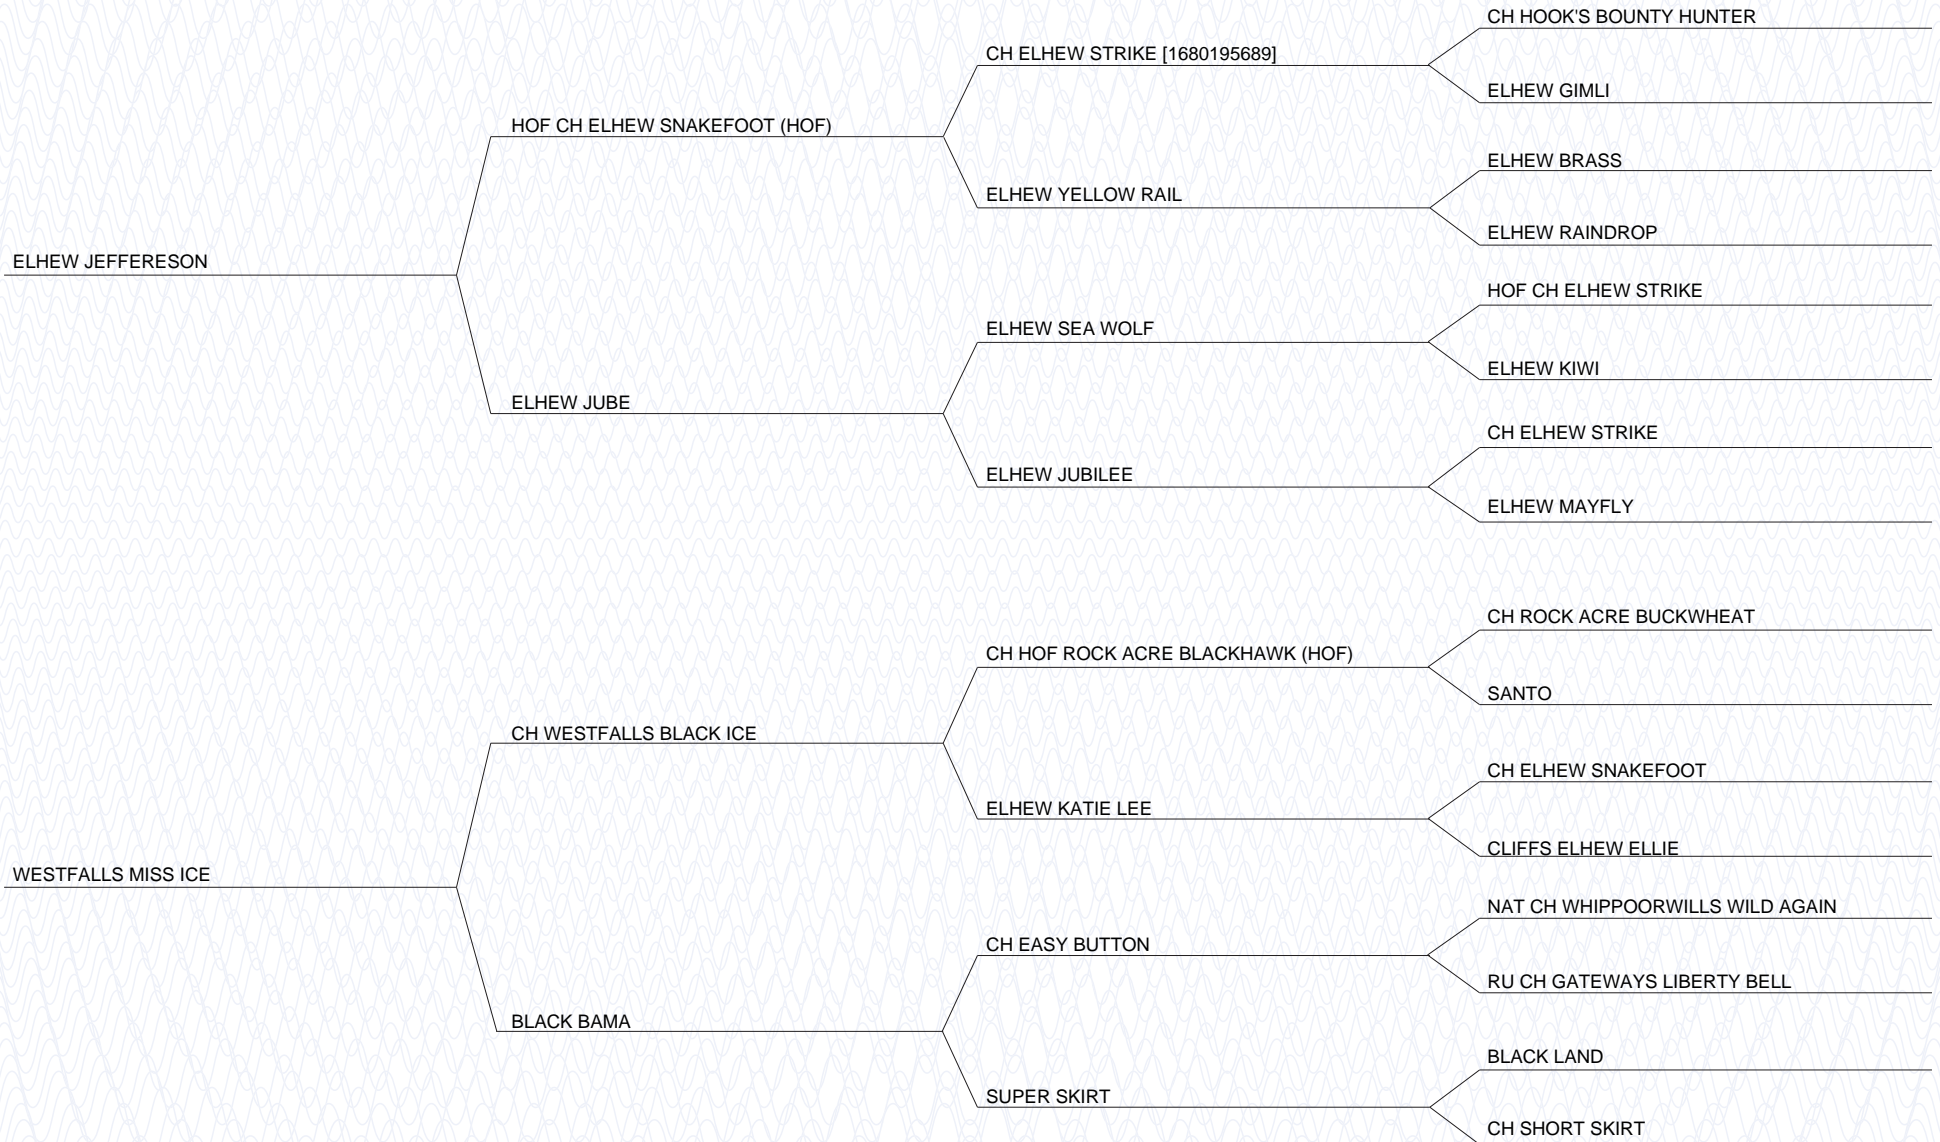 CH HOOK'S BOUNTY HUNTER
CH ELHEW STRIKE [1680195689]
ELHEW GIMLI
HOF CH ELHEW SNAKEFOOT (HOF)
ELHEW BRASS
ELHEW YELLOW RAIL
ELHEW RAINDROP
ELHEW JEFFERESON
HOF CH ELHEW STRIKE
ELHEW SEA WOLF
ELHEW KIWI
ELHEW JUBE
CH ELHEW STRIKE
ELHEW JUBILEE
ELHEW MAYFLY
CH ROCK ACRE BUCKWHEAT
CH HOF ROCK ACRE BLACKHAWK (HOF)
SANTO
CH WESTFALLS BLACK ICE
CH ELHEW SNAKEFOOT
ELHEW KATIE LEE
CLIFFS ELHEW ELLIE
WESTFALLS MISS ICE
NAT CH WHIPPOORWILLS WILD AGAIN
CH EASY BUTTON
RU CH GATEWAYS LIBERTY BELL
BLACK BAMA
BLACK LAND
SUPER SKIRT
CH SHORT SKIRT